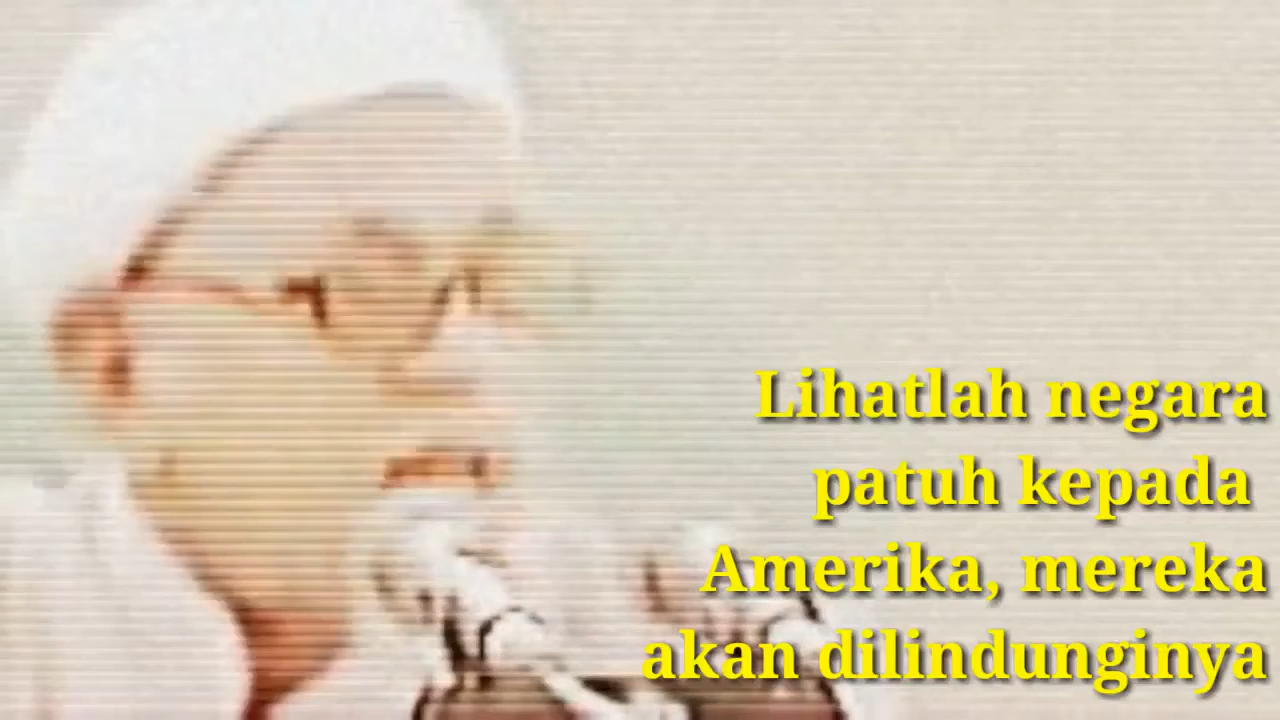 Lihatlah negara
patuh kepada
Amerika, mereka
akan dilindunginya